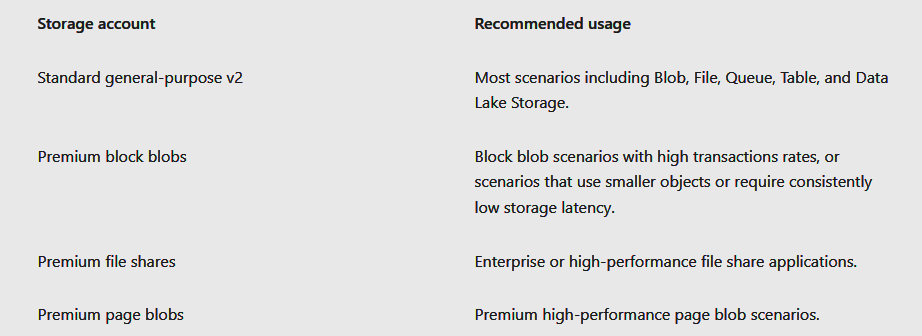 Storage account Recommended usage
Standard general-purpose v2 Most scenarios including Blob, File, Queue, Table, and Data
Lake Storage.
Premium block blobs Block blob scenarios with high transactions rates, or
scenarios that use smaller objects or require consistently
low storage latency.
Premium file shares Enterprise or high-performance file share applications.
Premium page blobs Premium high-performance page blob scenarios.